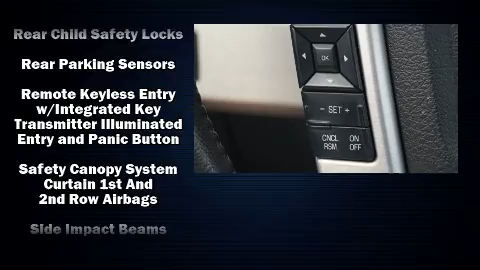 Rear Child Safety Locks
Rear Parking Sensors
Remote Keyless Entry
w/Integrated Key
Transmitter Illuminated
Entry and Panic Button
Safety Canopy System
Curtain 1st And
2nd Row Airbags
Side Impact Beams
OK
- SET +
CNCL ON
RSM OFF